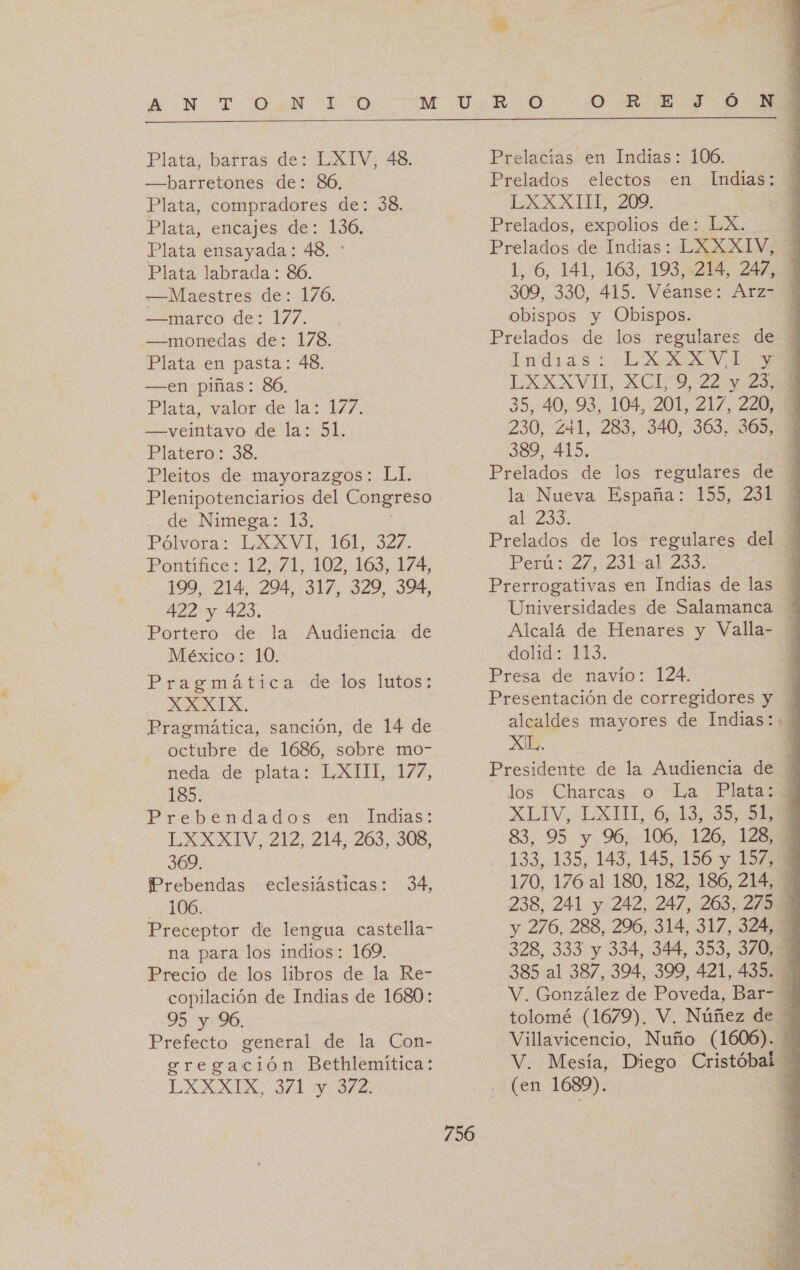 ANTONIO MURO OREJÓN
Plata, barras de: LXIV, 48.
—barretones de: 86.
Plata, compradores de: 38.
Plata, encajes de: 136.
Plata ensayada: 48.
Plata labrada: 86.
—Maestres de: 176.
—marco de: 177.
—monedas de: 178.
Plata en pasta: 48.
—en piñas: 86.
Plata, valor de la: 177.
—veintavo de la: 51.
Platero: 38.
Pleitos de mayorazgos: LI.
Plenipotenciarios del Congreso
de Nimega: 13.
Pólvora: LXXVI, 161, 327.
Pontífice: 12, 71, 102, 163, 174,
199, 214, 294, 317, 329, 394,
422 y 423.
Portero de la Audiencia de
México: 10.
Pragmática de los lutos:
XXXIX.
Pragmática, sanción, de 14 de
octubre de 1686, sobre mo-
neda de plata: LXIII, 177,
185.
Prebendados en Indias:
LXXXIV, 212, 214, 263, 308,
369.
Prebendas eclesiásticas: 34,
106.
Preceptor de lengua castella-
na para los indios: 169.
Precio de los libros de la Re-
copilación de Indias de 1680:
95 y 96.
Prefecto general de la Con-
gregación Bethlemítica:
LXXXIX, 371 y 372.
Prelacías en Indias: 106.
Prelados electos en Indias:
LXXXIII, 209.
Prelados, expolios de: LX.
Prelados de Indias: LXXXIV,
1, 6, 141, 163, 193, 214, 247,
309, 330, 415. Véanse: Arz-
obispos y Obispos.
Prelados de los regulares de
Indias: LXXXVI y
LXXXVII, XCI, 9, 22 y 23,
35, 40, 93, 104, 201, 217, 220,
230, 241, 283, 340, 363, 365,
389, 415.
Prelados de los regulares de
la Nueva España: 155, 231
al 233.
Prelados de los regulares del
Perú: 27, 231 al 233.
Prerrogativas en Indias de las
Universidades de Salamanca
Alcalá de Henares y Valla-
dolid: 113.
Presa de navío: 124.
Presentación de corregidores y
alcaldes mayores de Indias:
XL.
Presidente de la Audiencia de
los Charcas o La Plata:
XLIV, LXIII, 6, 13, 35, 51,
83, 95 y 96, 106, 126, 128,
133, 135, 143, 145, 156 y 157,
170, 176 al 180, 182, 186, 214,
238, 241 y 242, 247, 263, 275
y 276, 288, 296, 314, 317, 324,
328, 333 y 334, 344, 353, 370,
385 al 387, 394, 399, 421, 435.
V. González de Poveda, Bar-
tolomé (1679). V. Núñez de
Villavicencio, Nuño (1606).
V. Mesía, Diego Cristóbal
(en 1689).
756